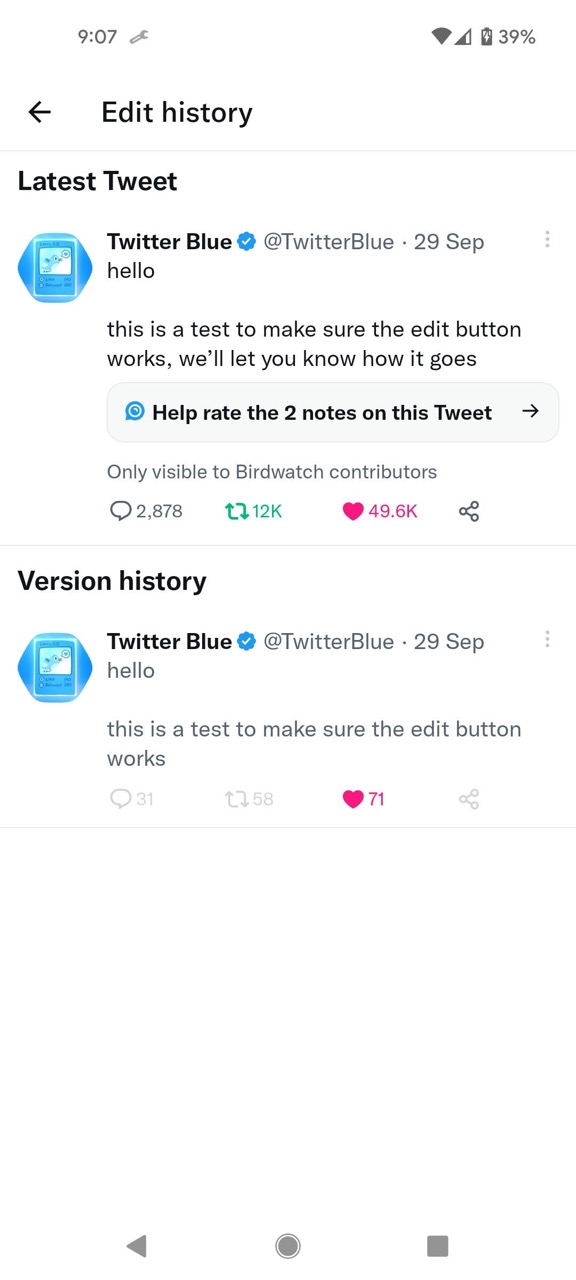 9:07
39%
Edit history
Latest Tweet
Twitter Blue @TwitterBlue · 29 Sep
hello
this is a test to make sure the edit button
works, we’ll let you know how it goes
Help rate the 2 notes on this Tweet
Only visible to Birdwatch contributors
2,878 12K 49.6K
Version history
Twitter Blue @TwitterBlue · 29 Sep
hello
this is a test to make sure the edit button
works
31 58 71